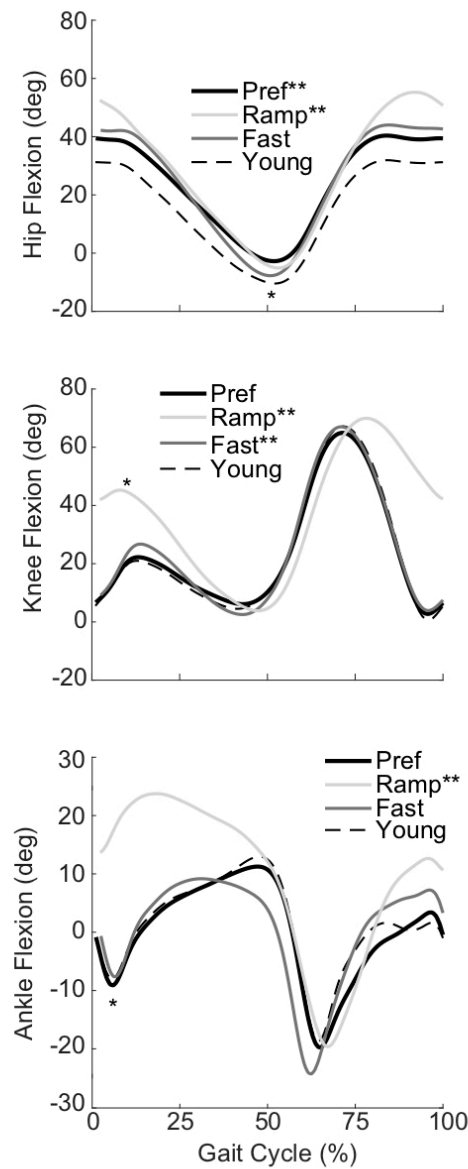 80
60
40
20
0
-20
Hip Flexion (deg)
Pref**
Ramp**
Fast
Young
*
80
60
40
20
0
-20
Knee Flexion (deg)
Pref
Ramp**
Fast**
Young
*
30
20
10
0
-10
-20
-30
Ankle Flexion (deg)
Pref
Ramp**
Fast
Young
*
0 25 50 75 100
Gait Cycle (%)